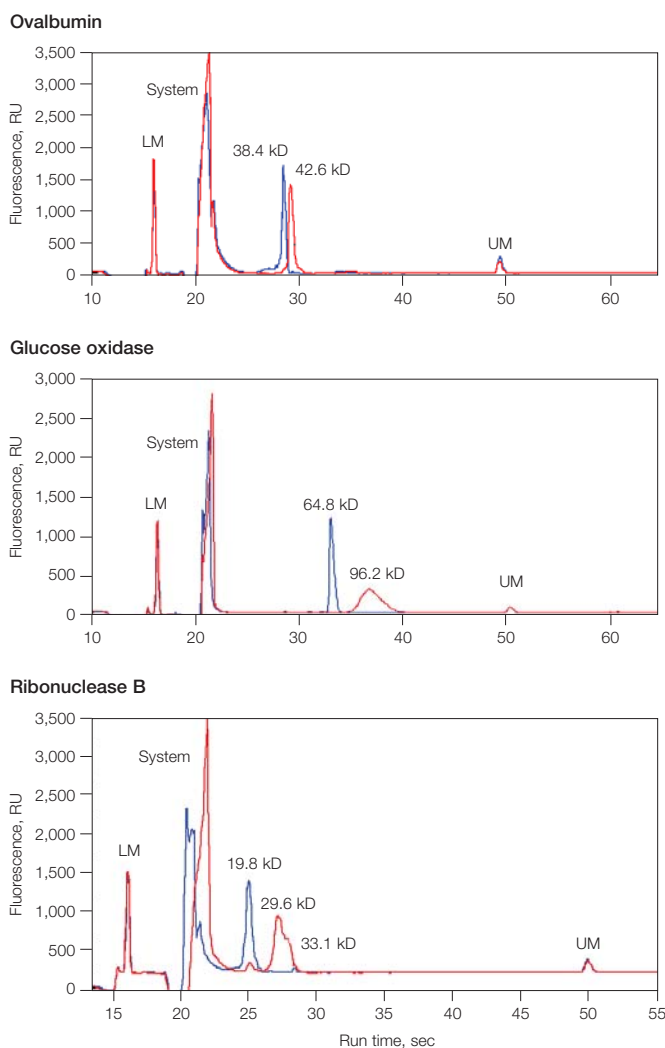 Ovalbumin
Fluorescence, RU
3,500
3,000
2,500
2,000
1,500
1,000
500
0
System
LM
38.4 kD
42.6 kD
UM
10 20 30 40 50 60
Glucose oxidase
Fluorescence, RU
3,000
2,500
2,000
1,500
1,000
500
0
System
LM
64.8 kD
96.2 kD
UM
10 20 30 40 50 60
Ribonuclease B
Fluorescence, RU
3,500
3,000
2,500
2,000
1,500
1,000
500
0
System
LM
19.8 kD
29.6 kD
33.1 kD
UM
15 20 25 30 35 40 45 50 55
Run time, sec